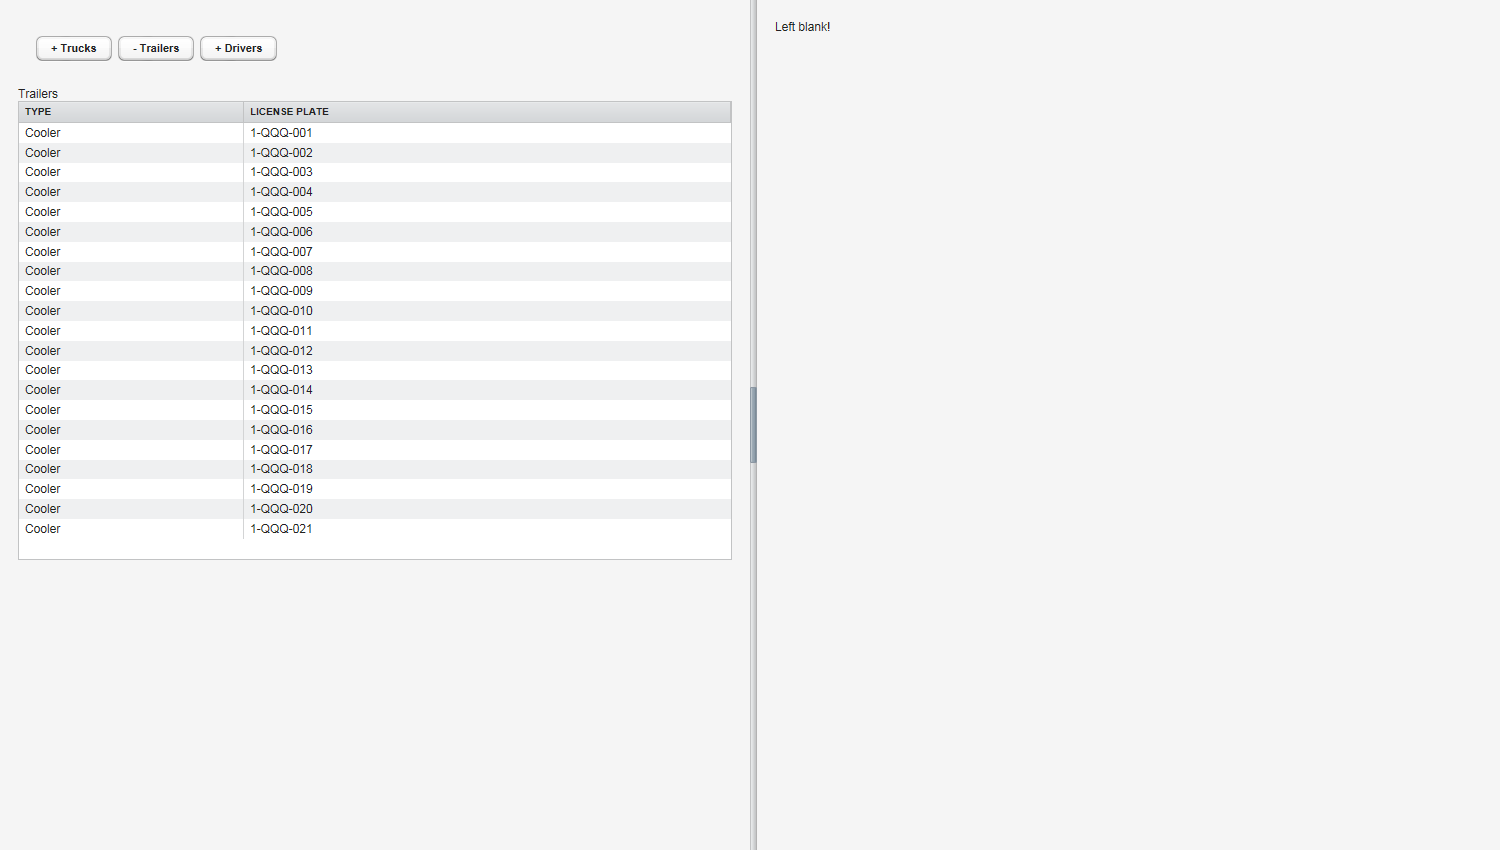 + Trucks - Trailers + Drivers
Left blank!
Trailers
TYPE LICENSE PLATE
Cooler 1-QQQ-001
Cooler 1-QQQ-002
Cooler 1-QQQ-003
Cooler 1-QQQ-004
Cooler 1-QQQ-005
Cooler 1-QQQ-006
Cooler 1-QQQ-007
Cooler 1-QQQ-008
Cooler 1-QQQ-009
Cooler 1-QQQ-010
Cooler 1-QQQ-011
Cooler 1-QQQ-012
Cooler 1-QQQ-013
Cooler 1-QQQ-014
Cooler 1-QQQ-015
Cooler 1-QQQ-016
Cooler 1-QQQ-017
Cooler 1-QQQ-018
Cooler 1-QQQ-019
Cooler 1-QQQ-020
Cooler 1-QQQ-021